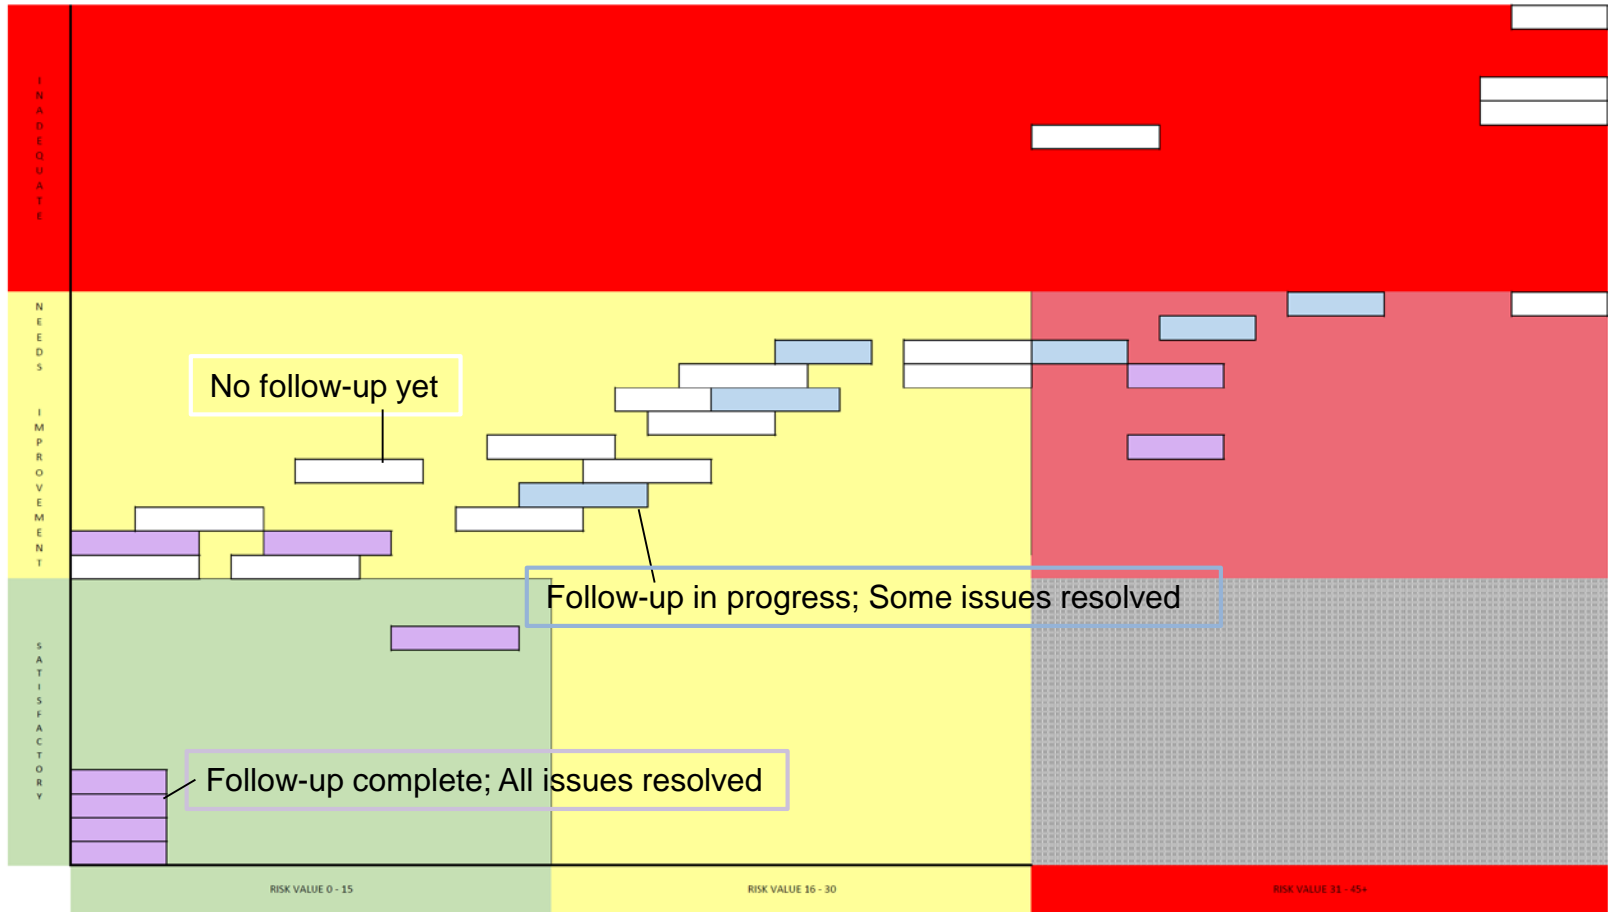 INADEQUATE
NEEDS IMPROVEMENT
No follow-up yet
Follow-up in progress; Some issues resolved
SATISFACTORY
Follow-up complete; All issues resolved
RISK VALUE 0 - 15
RISK VALUE 16 - 30
RISK VALUE 31 - 45+